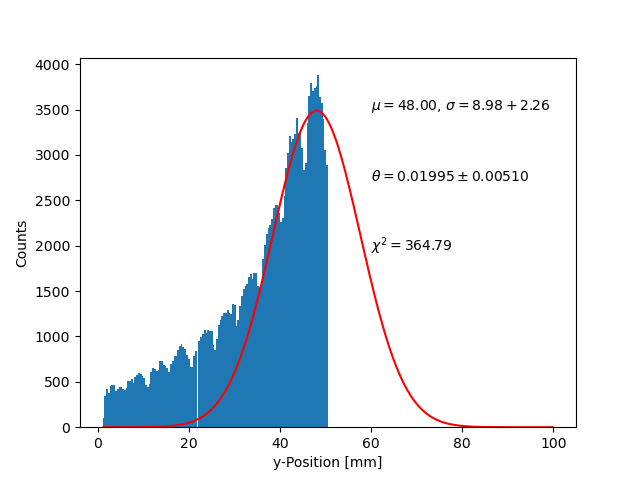 μ = 48.00, σ = 8.98 + 2.26
θ = 0.01995 ± 0.00510
χ² = 364.79
4000
3500
3000
2500
2000
1500
1000
500
0
Counts
0 20 40 60 80 100
y-Position [mm]